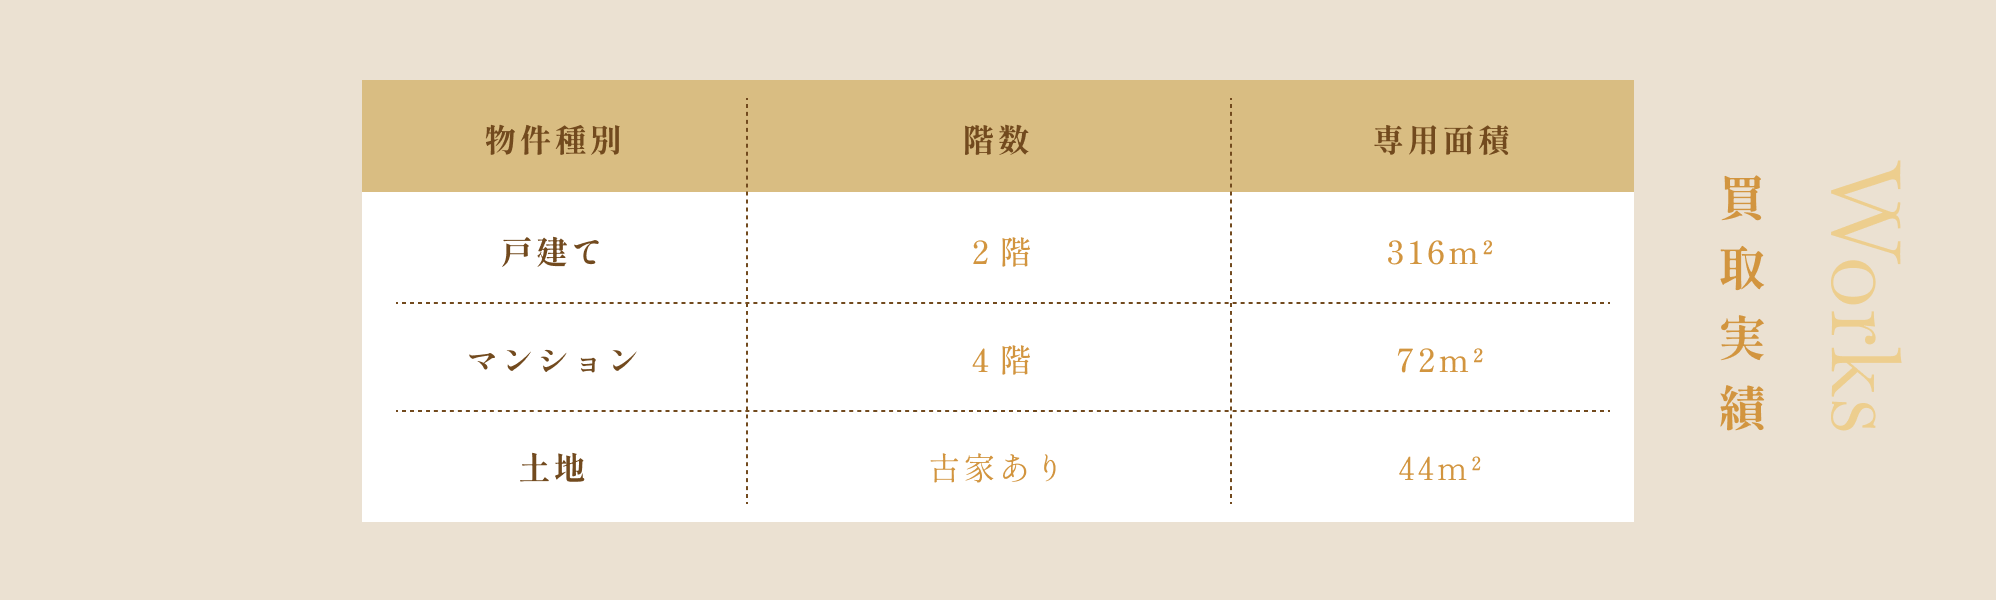 Works
買取実績
物件種別 階数 専用面積
戸建て 2階 316m²
マンション 4階 72m²
土地 古家あり 44m²